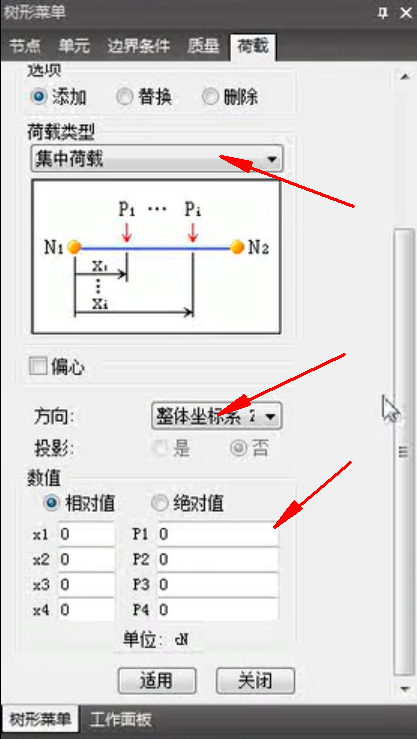 树形菜单
节点 单元 边界条件 质量 荷载
选项
添加 替换 删除
荷载类型
集中荷载
P1 ··· Pi
N1 N2
X1
Xi
偏心
方向: 整体坐标系
投影: 是 否
数值
相对值 绝对值
x1 0 P1 0
x2 0 P2 0
x3 0 P3 0
x4 0 P4 0
单位: cN
适用 关闭
树形菜单 工作面板